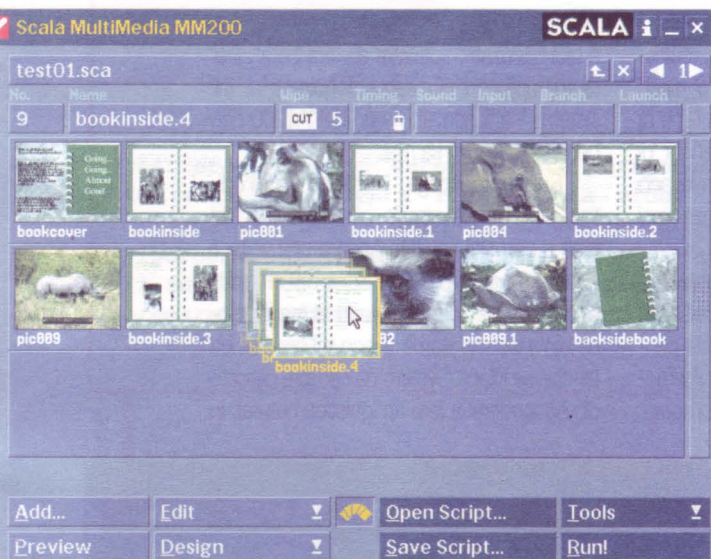 Scala MultiMedia MM200 SCALA i
test01.sca 1
No. Name Wipe Timing Sound Input Branch Launch
9 bookinside.4 CUT 5
Going...
Going...
Almost
Gone!
bookcover bookinside pic001 bookinside.1 pic004 bookinside.2
pic009 bookinside.3 02 pic009.1 backsidebook
bookinside.4
Add... Edit Open Script... Tools
Preview Design Save Script... Run!